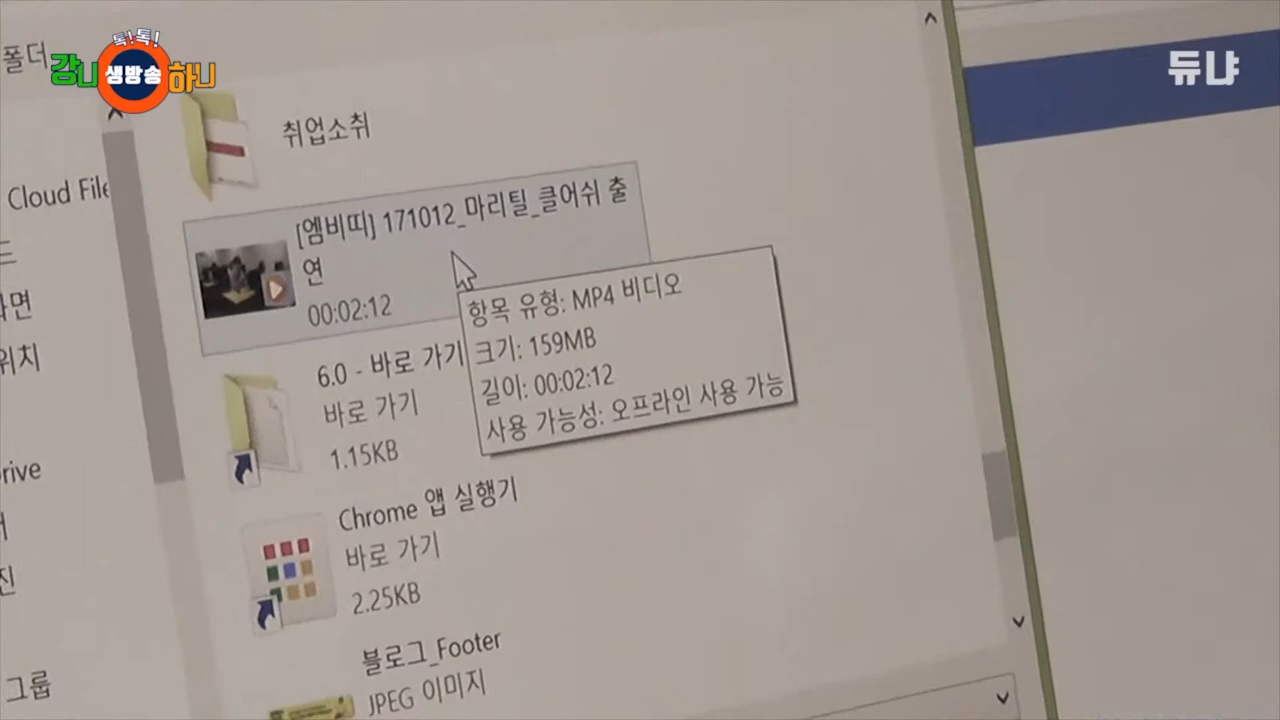 톡!톡!
강니 생방송 하니
듀냐
폴더
취업소취
Cloud File
[엠비띠] 171012_마리틸_클어쉬 출
연
00:02:12
항목 유형: MP4 비디오
크기: 159MB
길이: 00:02:12
사용 가능성: 오프라인 사용 가능
위치
6.0 - 바로 가기
바로 가기
1.15KB
Chrome 앱 실행기
바로 가기
2.25KB
블로그_Footer
JPEG 이미지
그룹